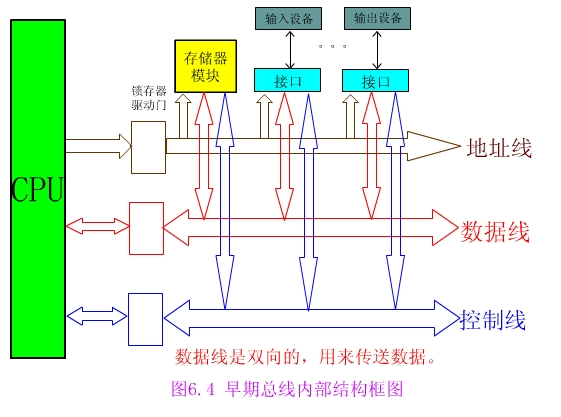 输入设备
输出设备
。。。
存储器
模块
接口
接口
锁存器
驱动门
CPU
地址线
数据线
控制线
数据线是双向的，用来传送数据。
图6.4 早期总线内部结构框图